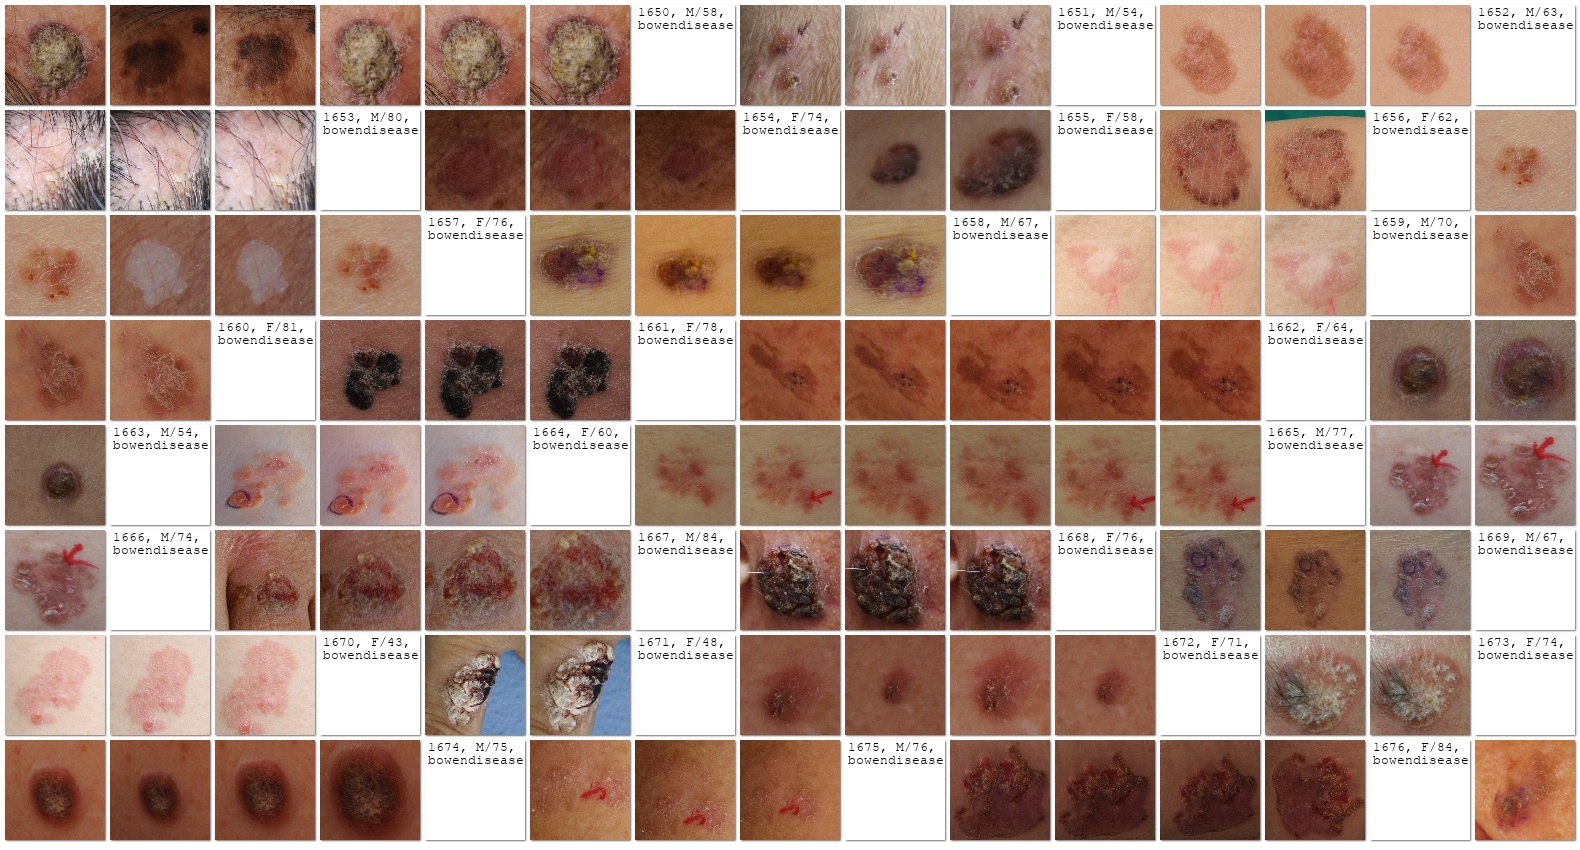 1650, M/58,
bowendisease
1651, M/54,
bowendisease
1652, M/63,
bowendisease
1653, M/80,
bowendisease
1654, F/74,
bowendisease
1655, F/58,
bowendisease
1656, F/62,
bowendisease
1657, F/76,
bowendisease
1658, M/67,
bowendisease
1659, M/70,
bowendisease
1660, F/81,
bowendisease
1661, F/78,
bowendisease
1662, F/64,
bowendisease
1663, M/54,
bowendisease
1664, F/60,
bowendisease
1665, M/77,
bowendisease
1666, M/74,
bowendisease
1667, M/84,
bowendisease
1668, F/76,
bowendisease
1669, M/67,
bowendisease
1670, F/43,
bowendisease
1671, F/48,
bowendisease
1672, F/71,
bowendisease
1673, F/74,
bowendisease
1674, M/75,
bowendisease
1675, M/76,
bowendisease
1676, F/84,
bowendisease